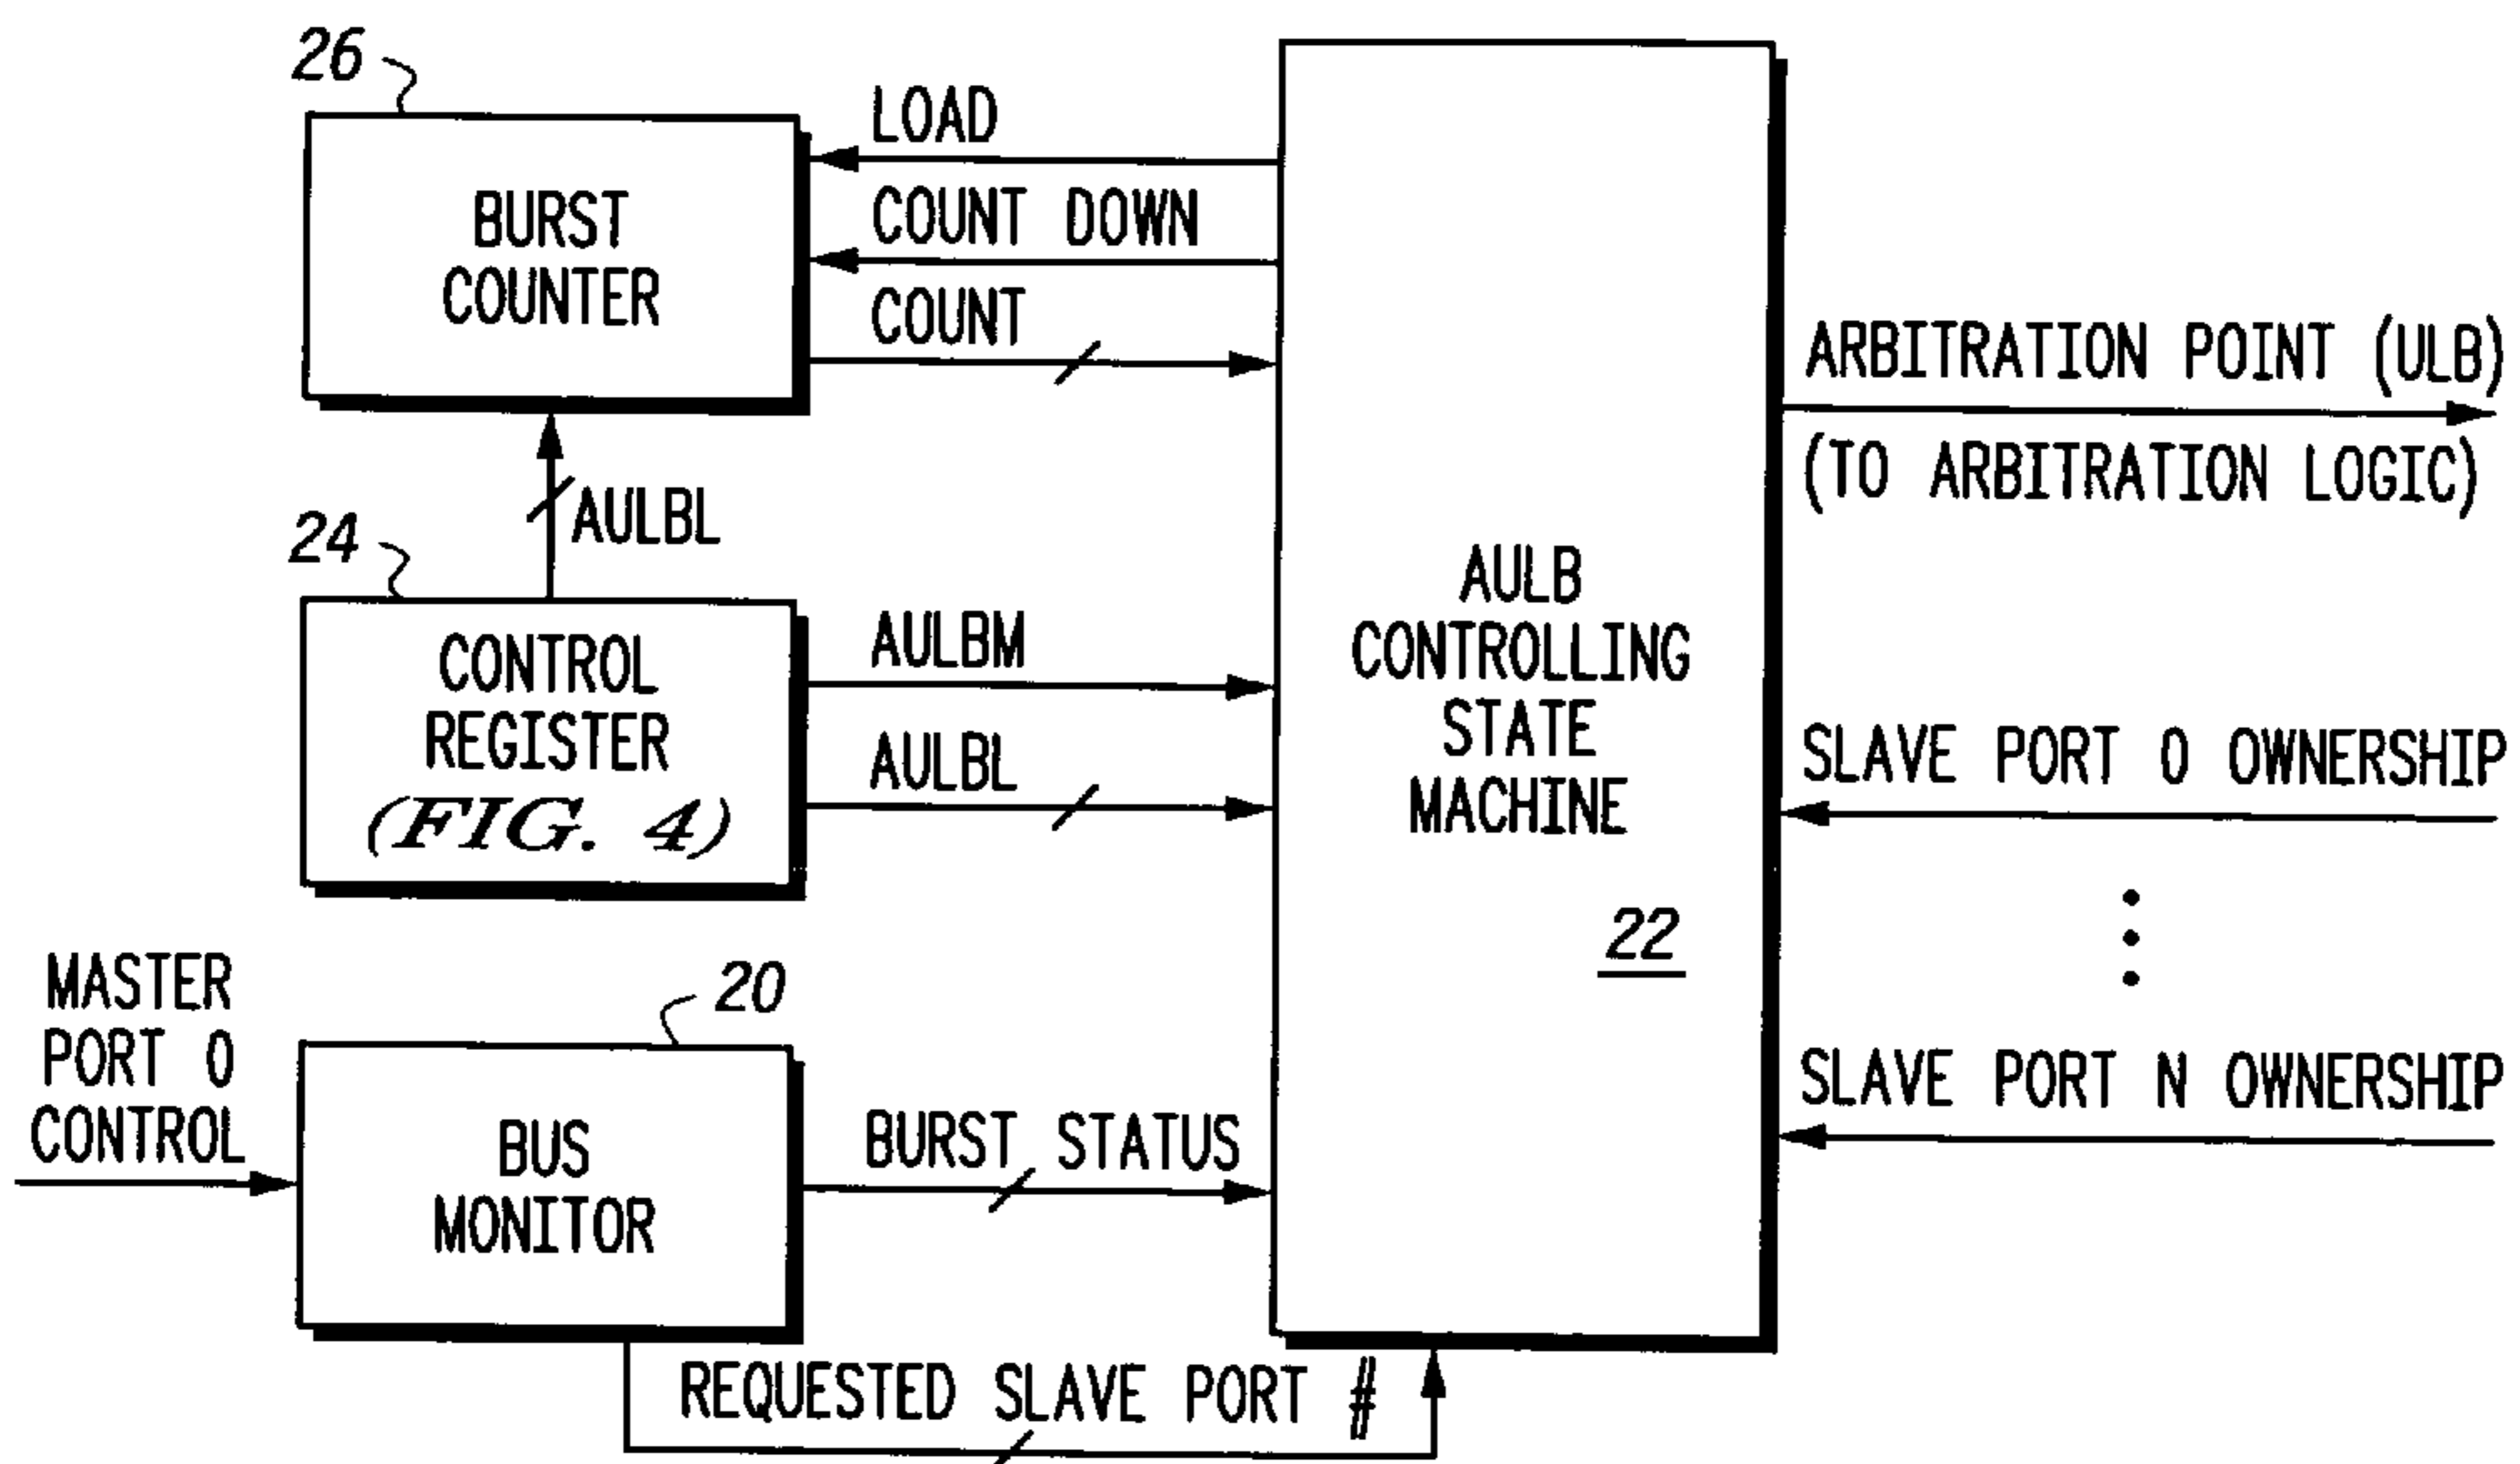 26
LOAD
BURST
COUNTER
COUNT DOWN
COUNT
ARBITRATION POINT (ULB)
(TO ARBITRATION LOGIC)
AULBL
24
CONTROL
REGISTER
(FIG. 4)
AULBM
AULBL
AULB
CONTROLLING
STATE
MACHINE
22
SLAVE PORT 0 OWNERSHIP
SLAVE PORT N OWNERSHIP
MASTER
PORT 0
CONTROL
20
BUS
MONITOR
BURST STATUS
REQUESTED SLAVE PORT #